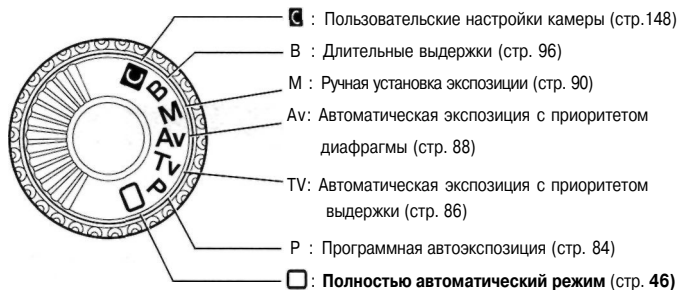 C : Пользовательские настройки камеры (стр.148)
B : Длительные выдержки (стр. 96)
M : Ручная установка экспозиции (стр. 90)
Av: Автоматическая экспозиция с приоритетом
диафрагмы (стр. 88)
TV: Автоматическая экспозиция с приоритетом
выдержки (стр. 86)
P : Программная автоэкспозиция (стр. 84)
: Полностью автоматический режим (стр. 46)
C
B
M
Av
Tv
P